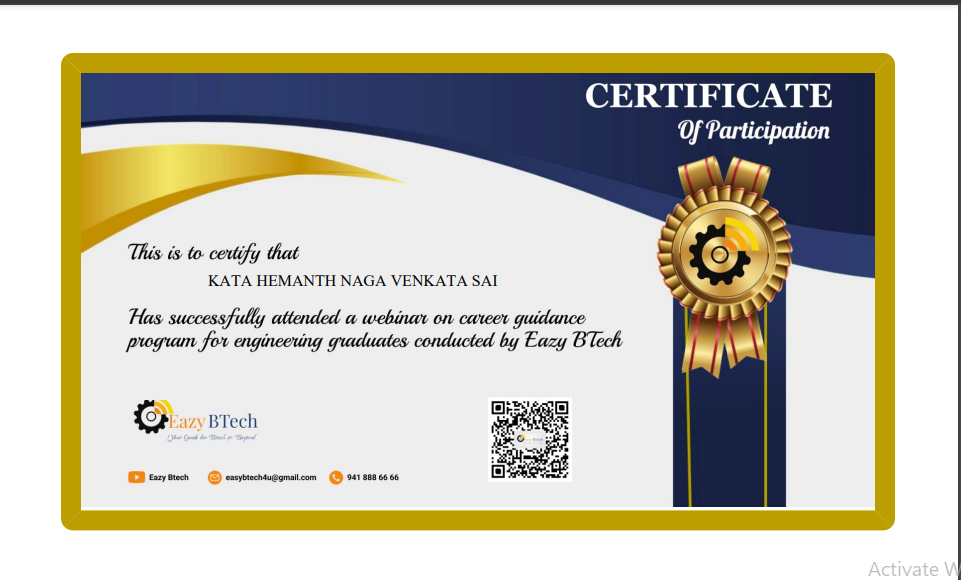 CERTIFICATE
Of Participation
This is to certify that
KATA HEMANTH NAGA VENKATA SAI
Has successfully attended a webinar on career guidance
program for engineering graduates conducted by Eazy BTech
Eazy BTech
Your Guide for Btech & Beyond
Eazy Btech easybtech4u@gmail.com 941 888 66 66
Activate W